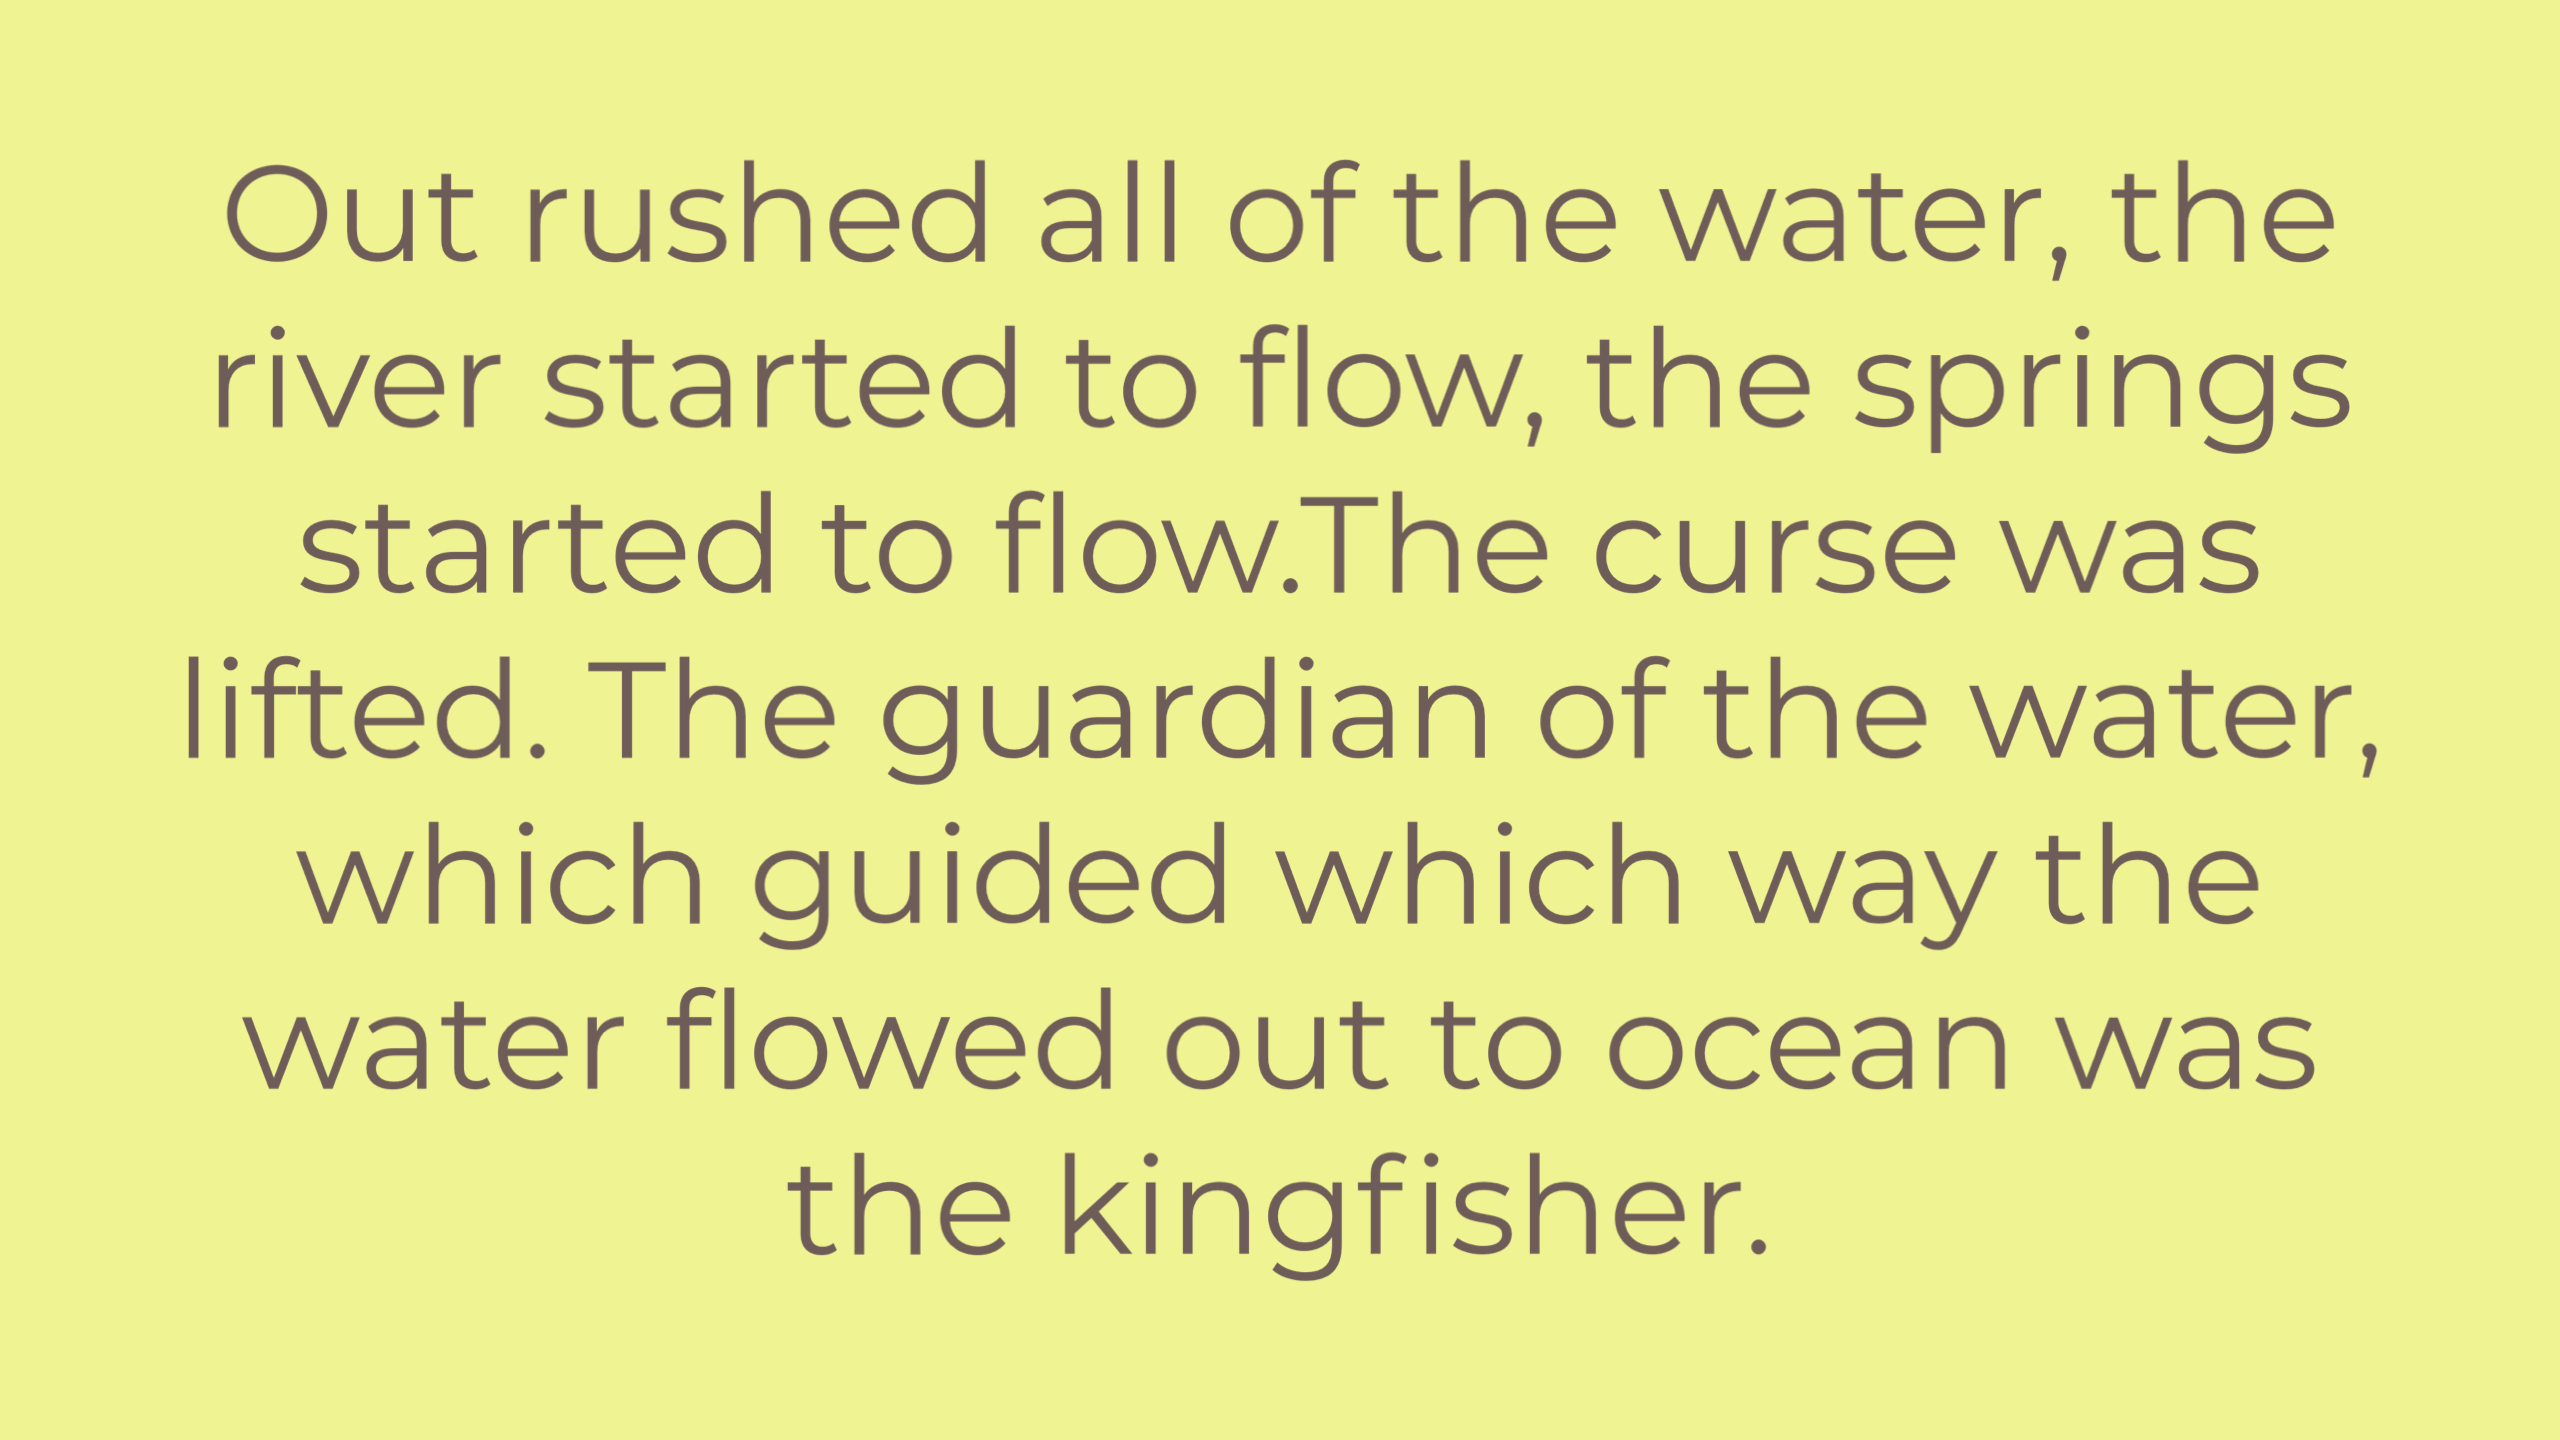 Out rushed all of the water, the
river started to flow, the springs
started to flow.The curse was
lifted. The guardian of the water,
which guided which way the
water flowed out to ocean was
the kingfisher.